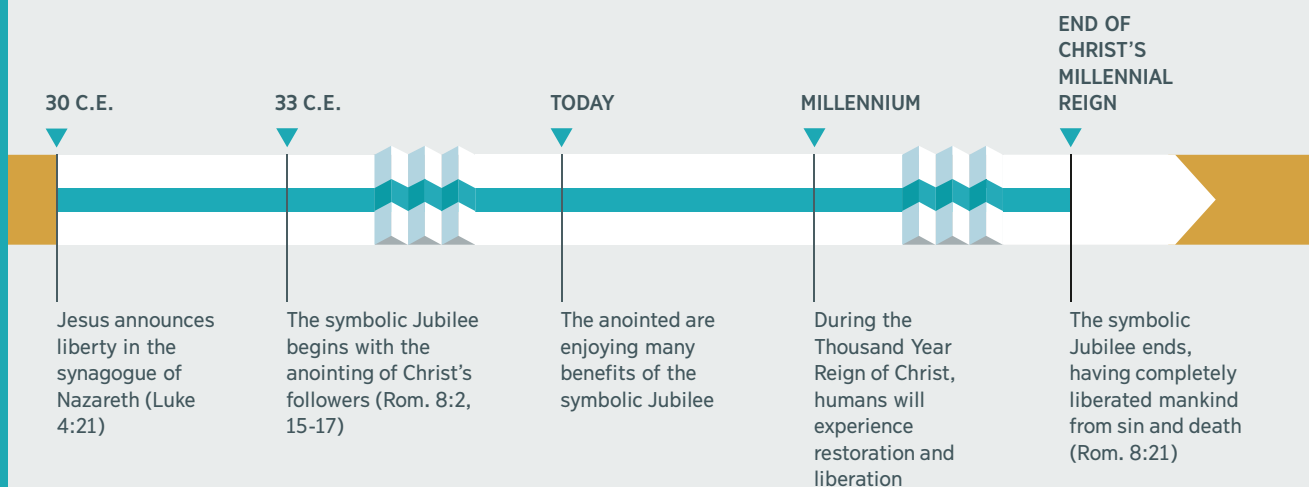 30 C.E.
33 C.E.
TODAY
MILLENNIUM
END OF
CHRIST’S
MILLENNIAL
REIGN
Jesus announces
liberty in the
synagogue of
Nazareth (Luke
4:21)
The symbolic Jubilee
begins with the
anointing of Christ’s
followers (Rom. 8:2,
15-17)
The anointed are
enjoying many
benefits of the
symbolic Jubilee
During the
Thousand Year
Reign of Christ,
humans will
experience
restoration and
liberation
The symbolic
Jubilee ends,
having completely
liberated mankind
from sin and death
(Rom. 8:21)